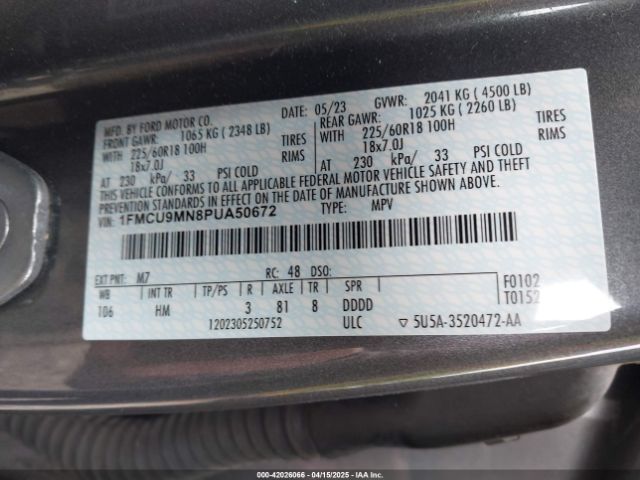 MFD. BY FORD MOTOR CO. DATE: 05/23 GVWR: 2041 KG ( 4500 LB)
FRONT GAWR: 1065 KG ( 2348 LB) REAR GAWR: 1025 KG ( 2260 LB)
WITH 225/60R18 100H TIRES WITH 225/60R18 100H TIRES
18x7.0J RIMS 18x7.0J RIMS
AT 230 kPa/ 33 PSI COLD AT 230 kPa/ 33 PSI COLD
THIS VEHICLE CONFORMS TO ALL APPLICABLE FEDERAL MOTOR VEHICLE SAFETY AND THEFT
PREVENTION STANDARDS IN EFFECT ON THE DATE OF MANUFACTURE SHOWN ABOVE.
VIN: 1FMCU9MN8PUA50672 TYPE: MPV
EXT PNT: M7 RC: 48 DSO: F0102
WB INT TR TP/PS R AXLE TR SPR T0152
106 HM 3 81 8 DDDD
1202305250752 ULC ▽ 5U5A-3520472-AA
000-42026066 - 04/15/2025 - IAA, LLC